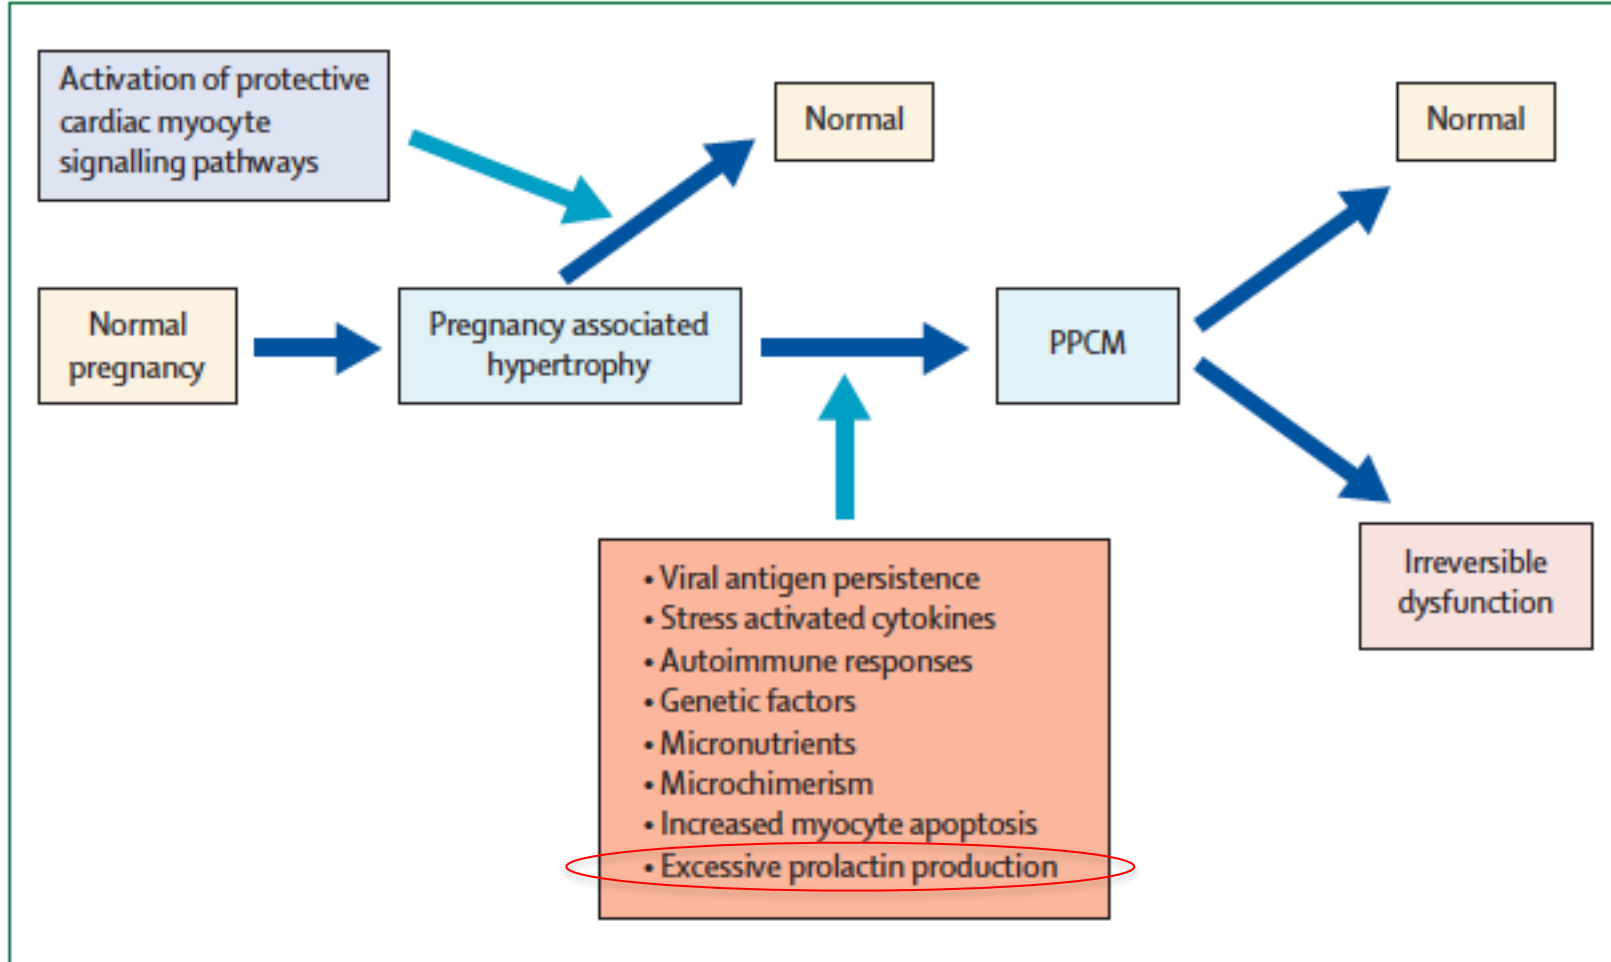 Activation of protective
cardiac myocyte
signalling pathways
Normal
Normal
Normal
pregnancy
Pregnancy associated
hypertrophy
PPCM
Irreversible
dysfunction
• Viral antigen persistence
• Stress activated cytokines
• Autoimmune responses
• Genetic factors
• Micronutrients
• Microchimerism
• Increased myocyte apoptosis
• Excessive prolactin production